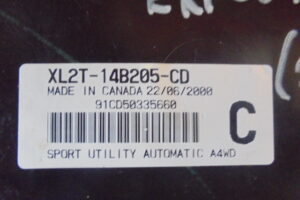 XL2T-14B205-CD
MADE IN CANADA 22/06/2000
91CD50335660
C
SPORT UTILITY AUTOMATIC A4WD